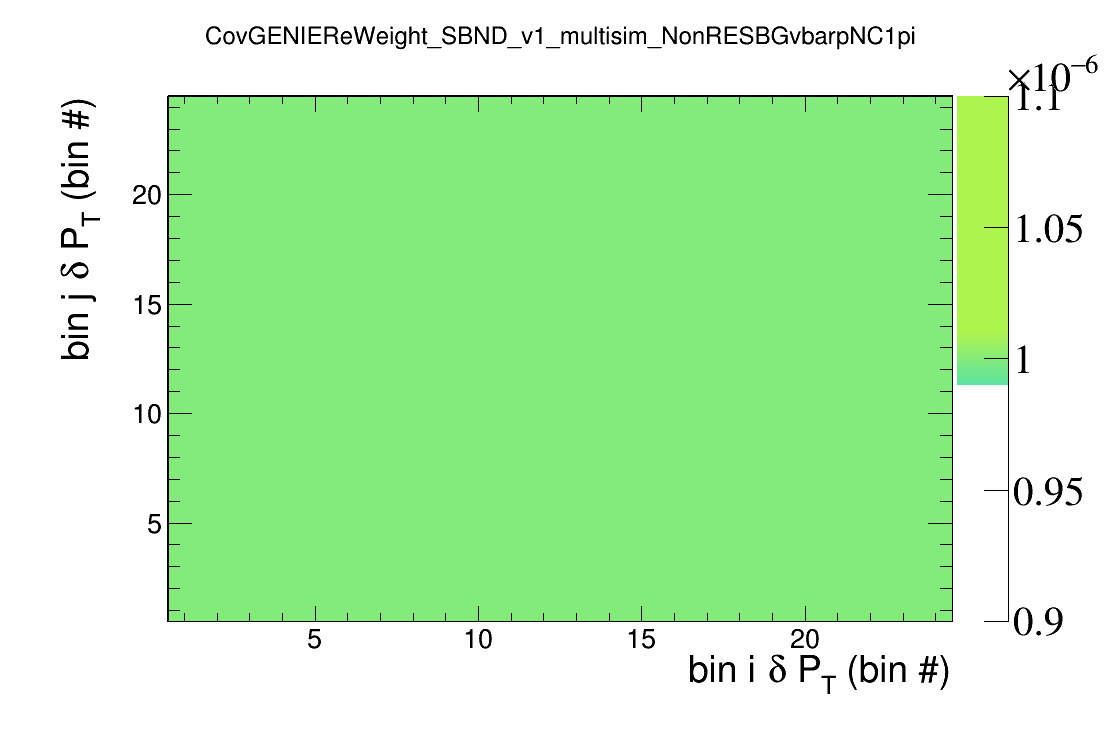 CovGENIEReWeight_SBND_v1_multisim_NonRESBGvbarpNC1pi
×10⁻⁶
1.1
1.05
1
0.95
0.9
bin j δ P_T (bin #)
20
15
10
5
5 10 15 20
bin i δ P_T (bin #)